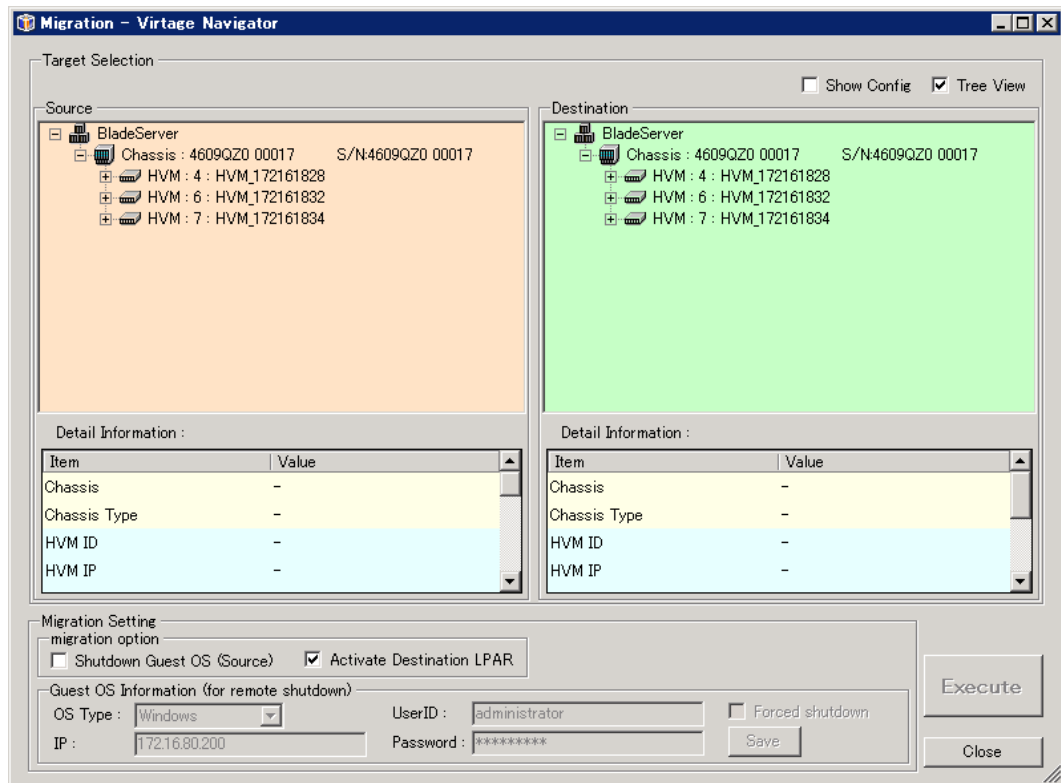 Migration - Virtage Navigator
Target Selection
Show Config
Tree View
Source
BladeServer
Chassis : 4609QZ0 00017 S/N:4609QZ0 00017
HVM : 4 : HVM_172161828
HVM : 6 : HVM_172161832
HVM : 7 : HVM_172161834
Detail Information :
Item Value
Chassis -
Chassis Type -
HVM ID -
HVM IP -
Destination
BladeServer
Chassis : 4609QZ0 00017 S/N:4609QZ0 00017
HVM : 4 : HVM_172161828
HVM : 6 : HVM_172161832
HVM : 7 : HVM_172161834
Detail Information :
Item Value
Chassis -
Chassis Type -
HVM ID -
HVM IP -
Migration Setting
migration option
Shutdown Guest OS (Source)
Activate Destination LPAR
Guest OS Information (for remote shutdown)
OS Type : Windows
UserID : administrator
Forced shutdown
IP : 172.16.80.200
Password : *********
Save
Execute
Close